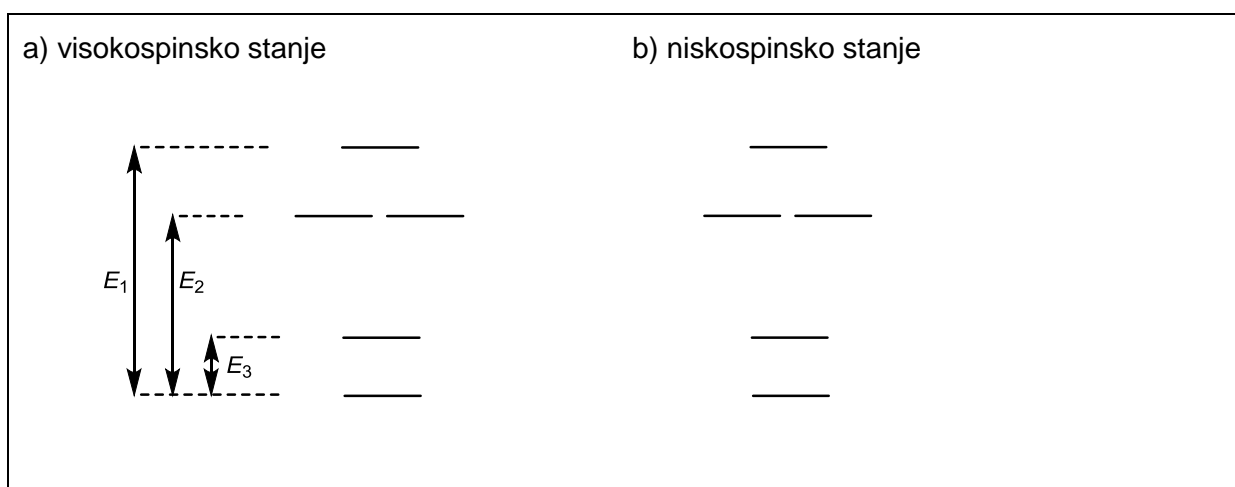 a) visokospinsko stanje
b) niskospinsko stanje
E1
E2
E3